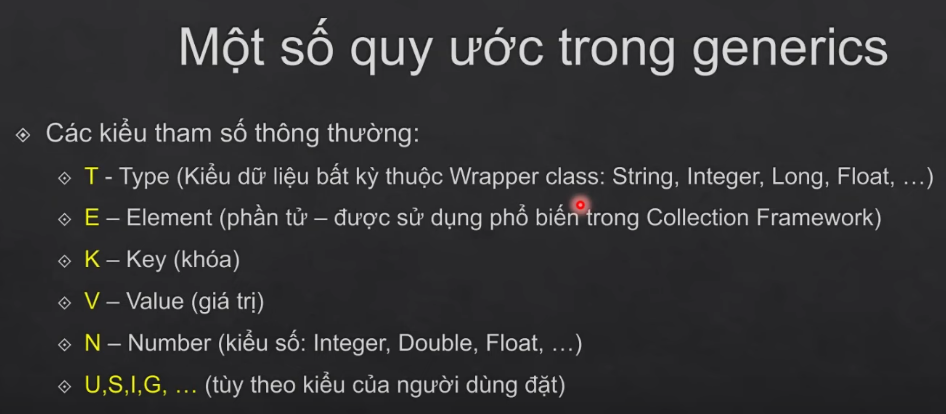 Một số quy ước trong generics
Các kiểu tham số thông thường:
T - Type (Kiểu dữ liệu bất kỳ thuộc Wrapper class: String, Integer, Long, Float, …)
E – Element (phần tử – được sử dụng phổ biến trong Collection Framework)
K – Key (khóa)
V – Value (giá trị)
N – Number (kiểu số: Integer, Double, Float, …)
U,S,I,G, … (tùy theo kiểu của người dùng đặt)